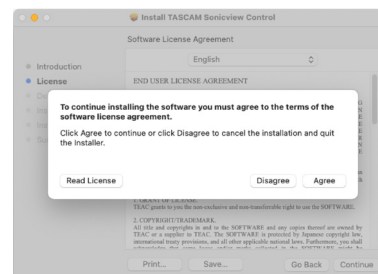 Install TASCAM Sonicview Control
Software License Agreement
English
Introduction
License
END USER LICENSE AGREEMENT
To continue installing the software you must agree to the terms of the
software license agreement.
Click Agree to continue or click Disagree to cancel the installation and quit
the Installer.
Read License
Disagree
Agree
1. GRANT OF LICENSE.
TEAC grants to you the non-exclusive and non-transferable right to use the SOFTWARE.
2. COPYRIGHT/TRADEMARK.
All title and copyrights in and to the SOFTWARE and any copies thereof are owned by
TEAC or a supplier to TEAC. The SOFTWARE is protected by Japanese copyright law,
international treaty provisions, and all other applicable national laws. Furthermore, you shall
Print...
Save...
Go Back
Continue